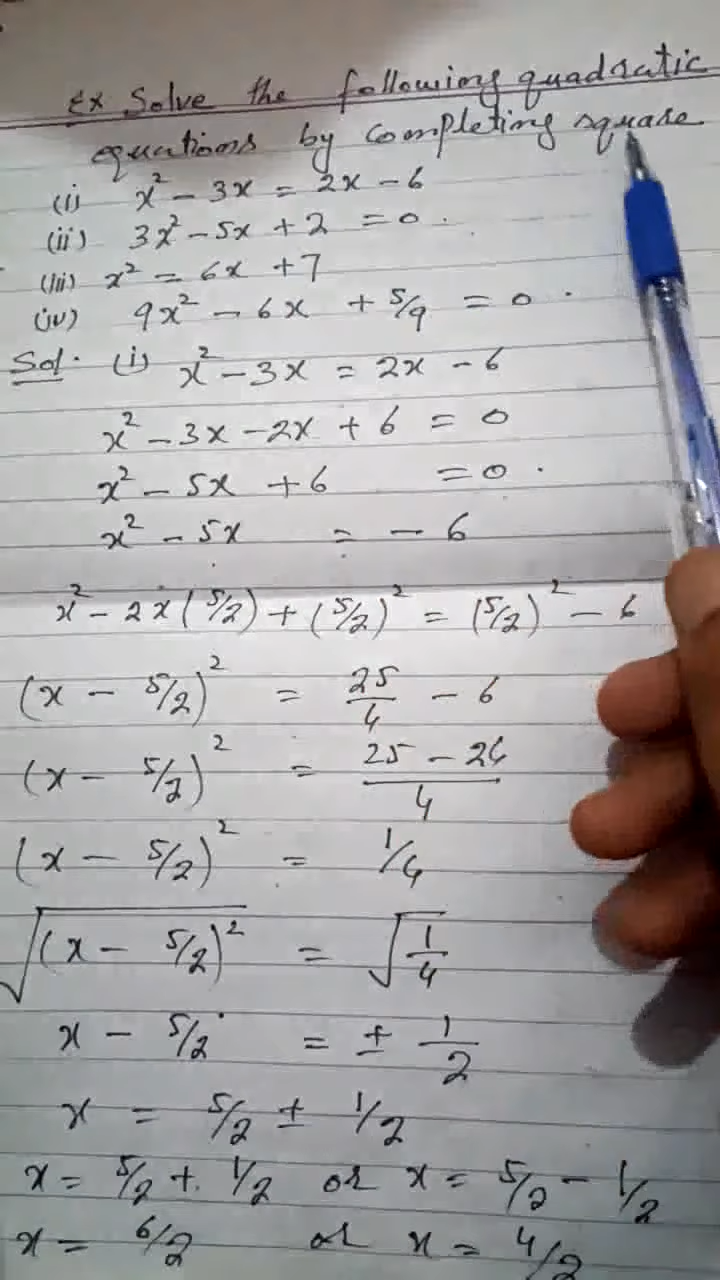 Ex Solve the following quadratic
equations by completing square
(i) x² - 3x = 2x - 6
(ii) 3x² - 5x + 2 = 0.
(iii) x² = 6x + 7
(iv) 9x² - 6x + 5/9 = 0.
Sol. (i) x² - 3x = 2x - 6
x² - 3x - 2x + 6 = 0
x² - 5x + 6 = 0.
x² - 5x = - 6
x² - 2x(5/2) + (5/2)² = (5/2)² - 6
(x - 5/2)² = 25/4 - 6
(x - 5/2)² = (25 - 24)/4
(x - 5/2)² = 1/4
√(x - 5/2)² = √1/4
x - 5/2 = ± 1/2
x = 5/2 ± 1/2
x = 5/2 + 1/2 or x = 5/2 - 1/2
x = 6/2 or x = 4/2